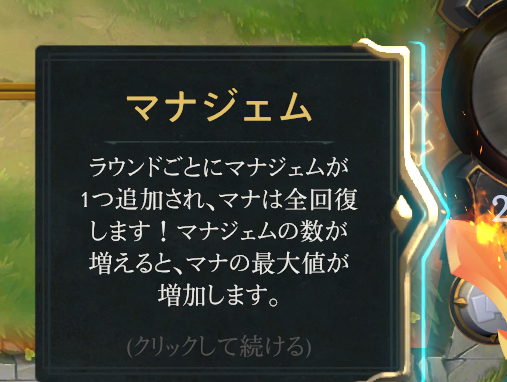 マナジェム
ラウンドごとにマナジェムが
1つ追加され、マナは全回復
します！マナジェムの数が
増えると、マナの最大値が
増加します。
(クリックして続ける)
2